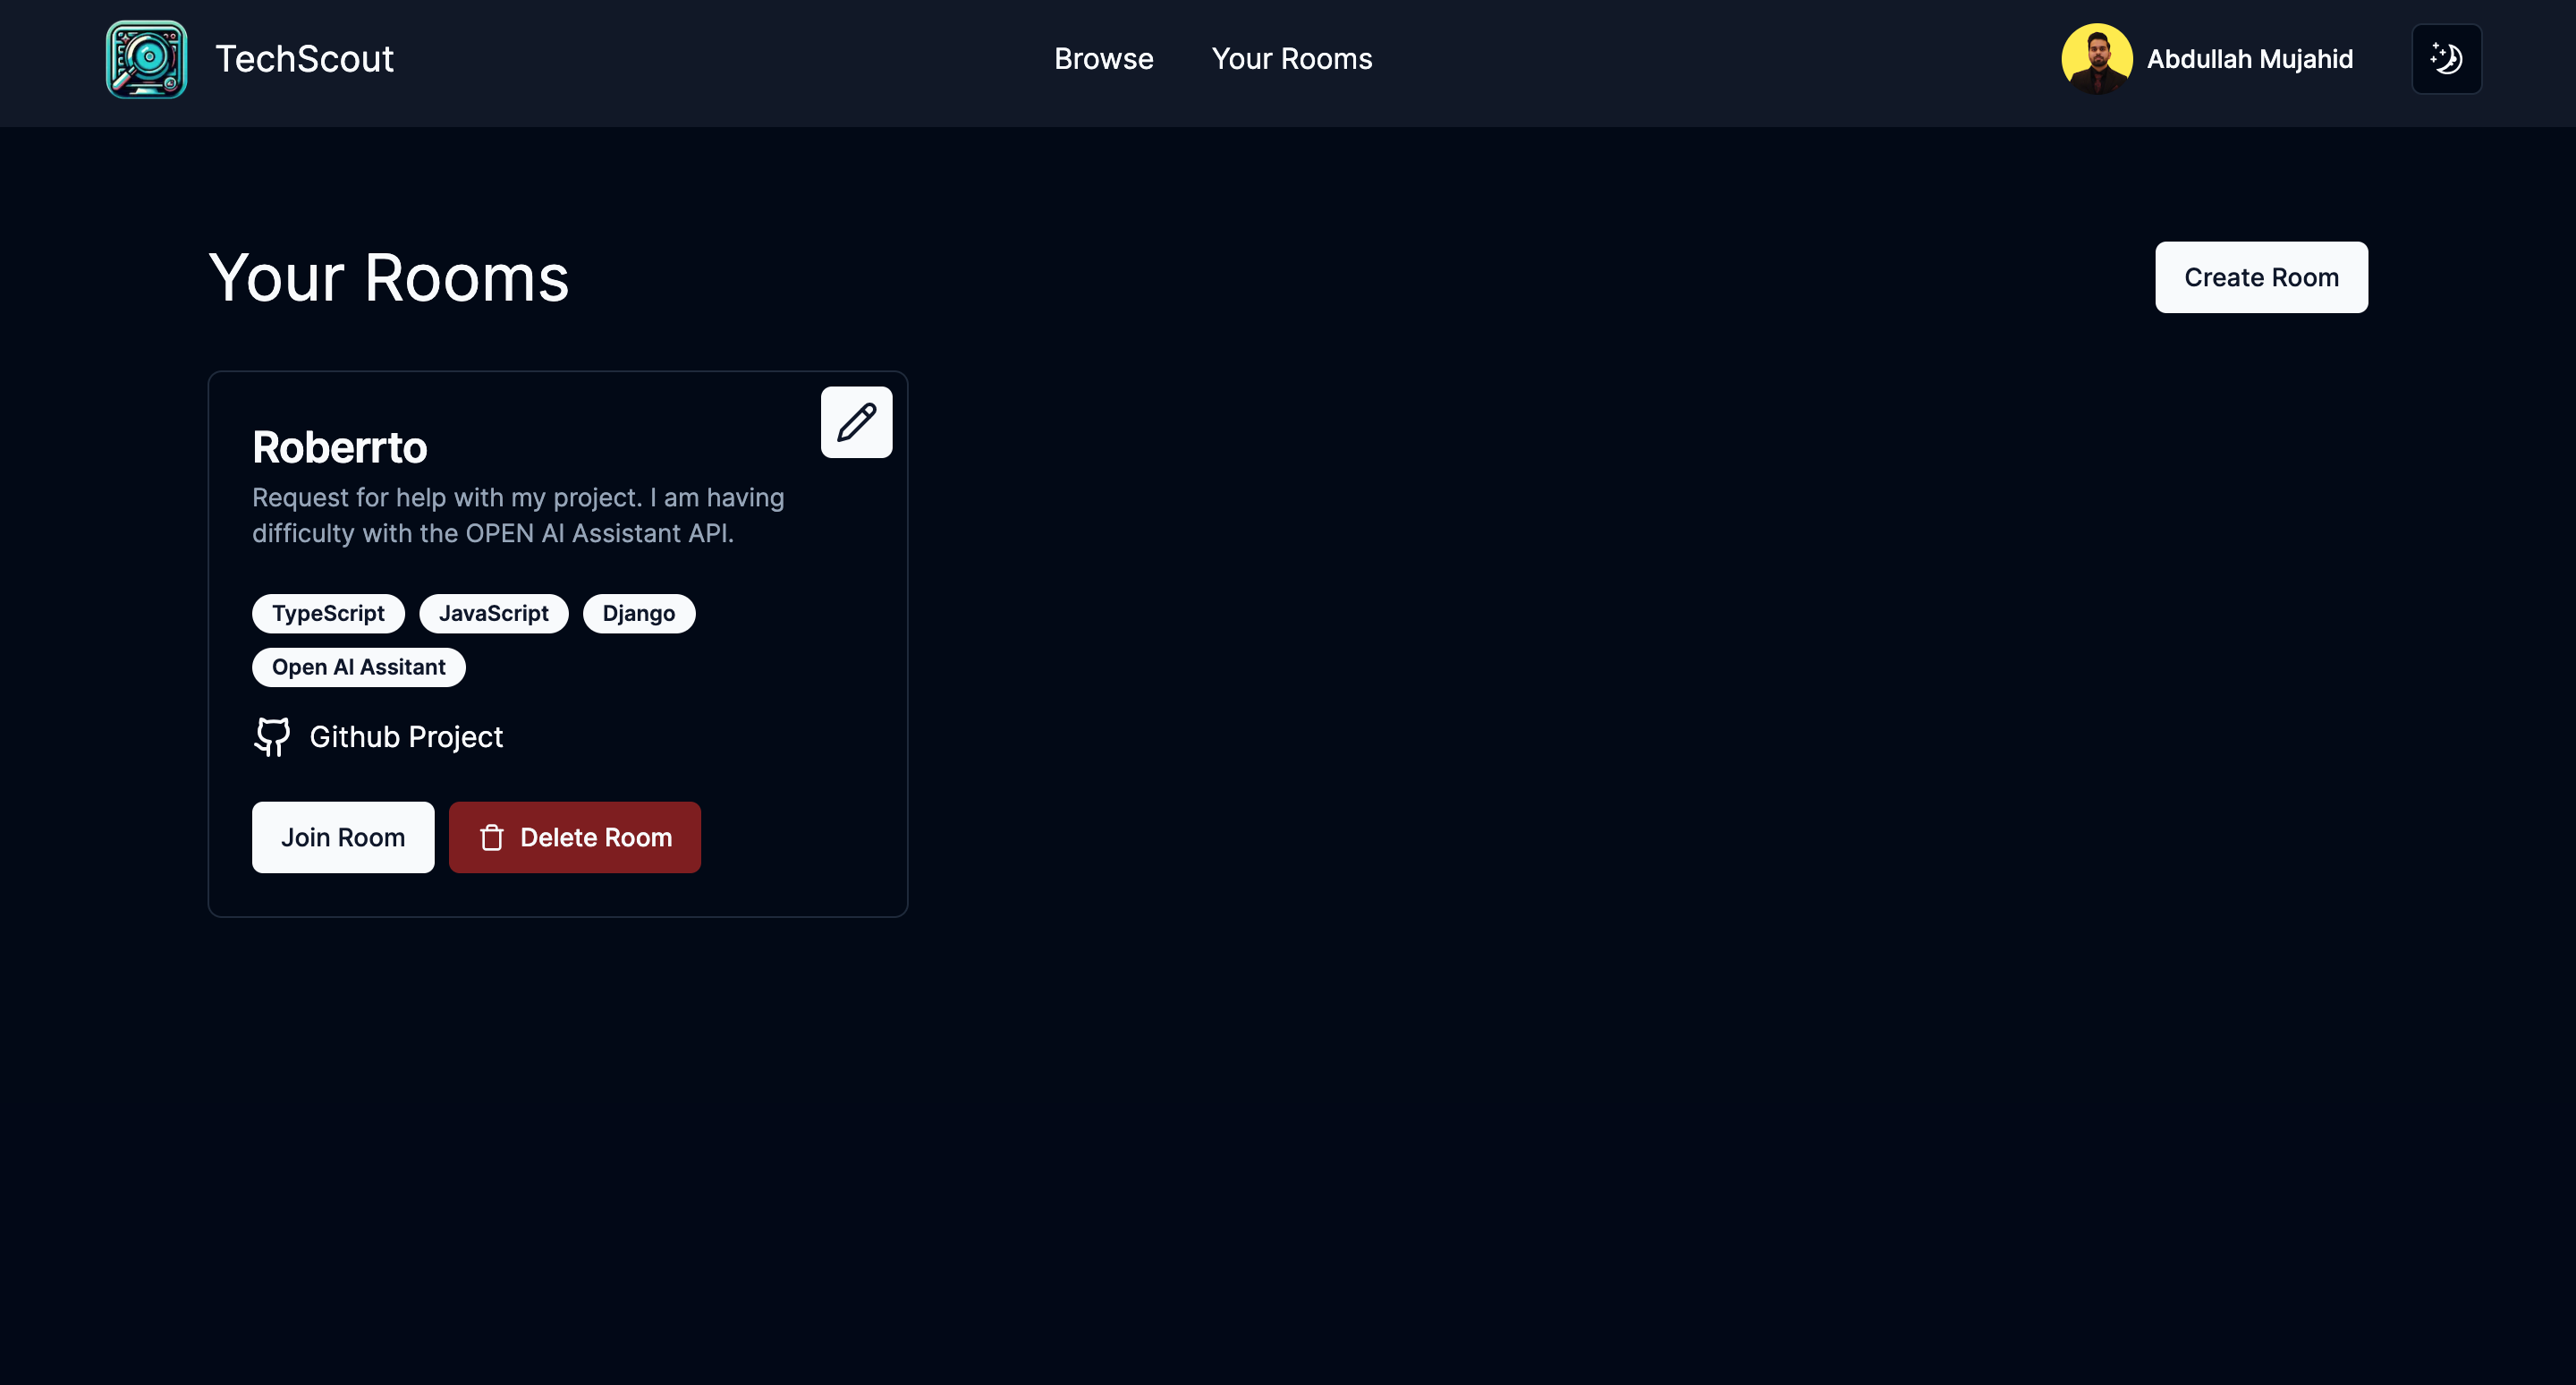 TechScout
Browse
Your Rooms
Abdullah Mujahid
Your Rooms
Create Room
Roberrto
Request for help with my project. I am having
difficulty with the OPEN AI Assistant API.
TypeScript
JavaScript
Django
Open AI Assitant
Github Project
Join Room
Delete Room